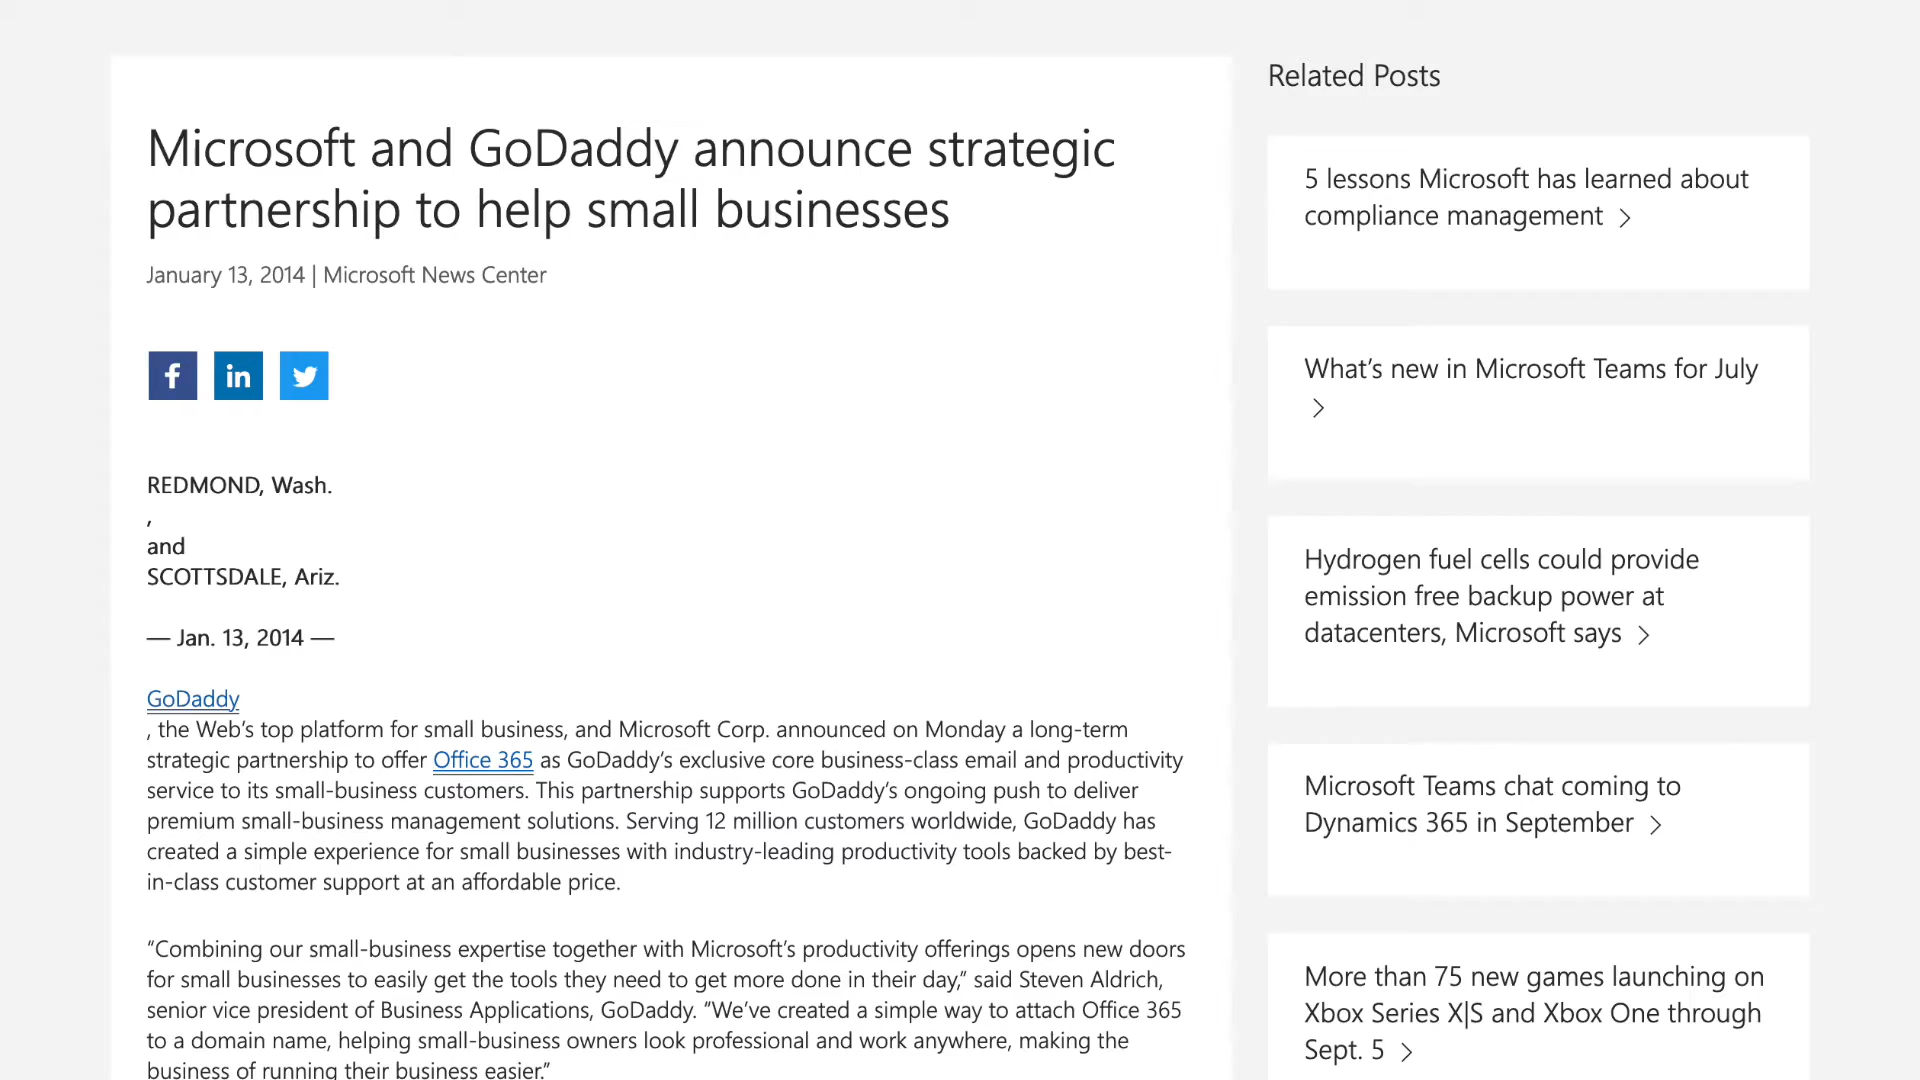 Microsoft and GoDaddy announce strategic
partnership to help small businesses
January 13, 2014 | Microsoft News Center
f
in
REDMOND, Wash.
,
and
SCOTTSDALE, Ariz.
— Jan. 13, 2014 —
GoDaddy
, the Web’s top platform for small business, and Microsoft Corp. announced on Monday a long-term
strategic partnership to offer Office 365 as GoDaddy’s exclusive core business-class email and productivity
service to its small-business customers. This partnership supports GoDaddy’s ongoing push to deliver
premium small-business management solutions. Serving 12 million customers worldwide, GoDaddy has
created a simple experience for small businesses with industry-leading productivity tools backed by best-
in-class customer support at an affordable price.
“Combining our small-business expertise together with Microsoft’s productivity offerings opens new doors
for small businesses to easily get the tools they need to get more done in their day,” said Steven Aldrich,
senior vice president of Business Applications, GoDaddy. “We’ve created a simple way to attach Office 365
to a domain name, helping small-business owners look professional and work anywhere, making the
business of running their business easier.”
Related Posts
5 lessons Microsoft has learned about
compliance management >
What’s new in Microsoft Teams for July
>
Hydrogen fuel cells could provide
emission free backup power at
datacenters, Microsoft says >
Microsoft Teams chat coming to
Dynamics 365 in September >
More than 75 new games launching on
Xbox Series X|S and Xbox One through
Sept. 5 >